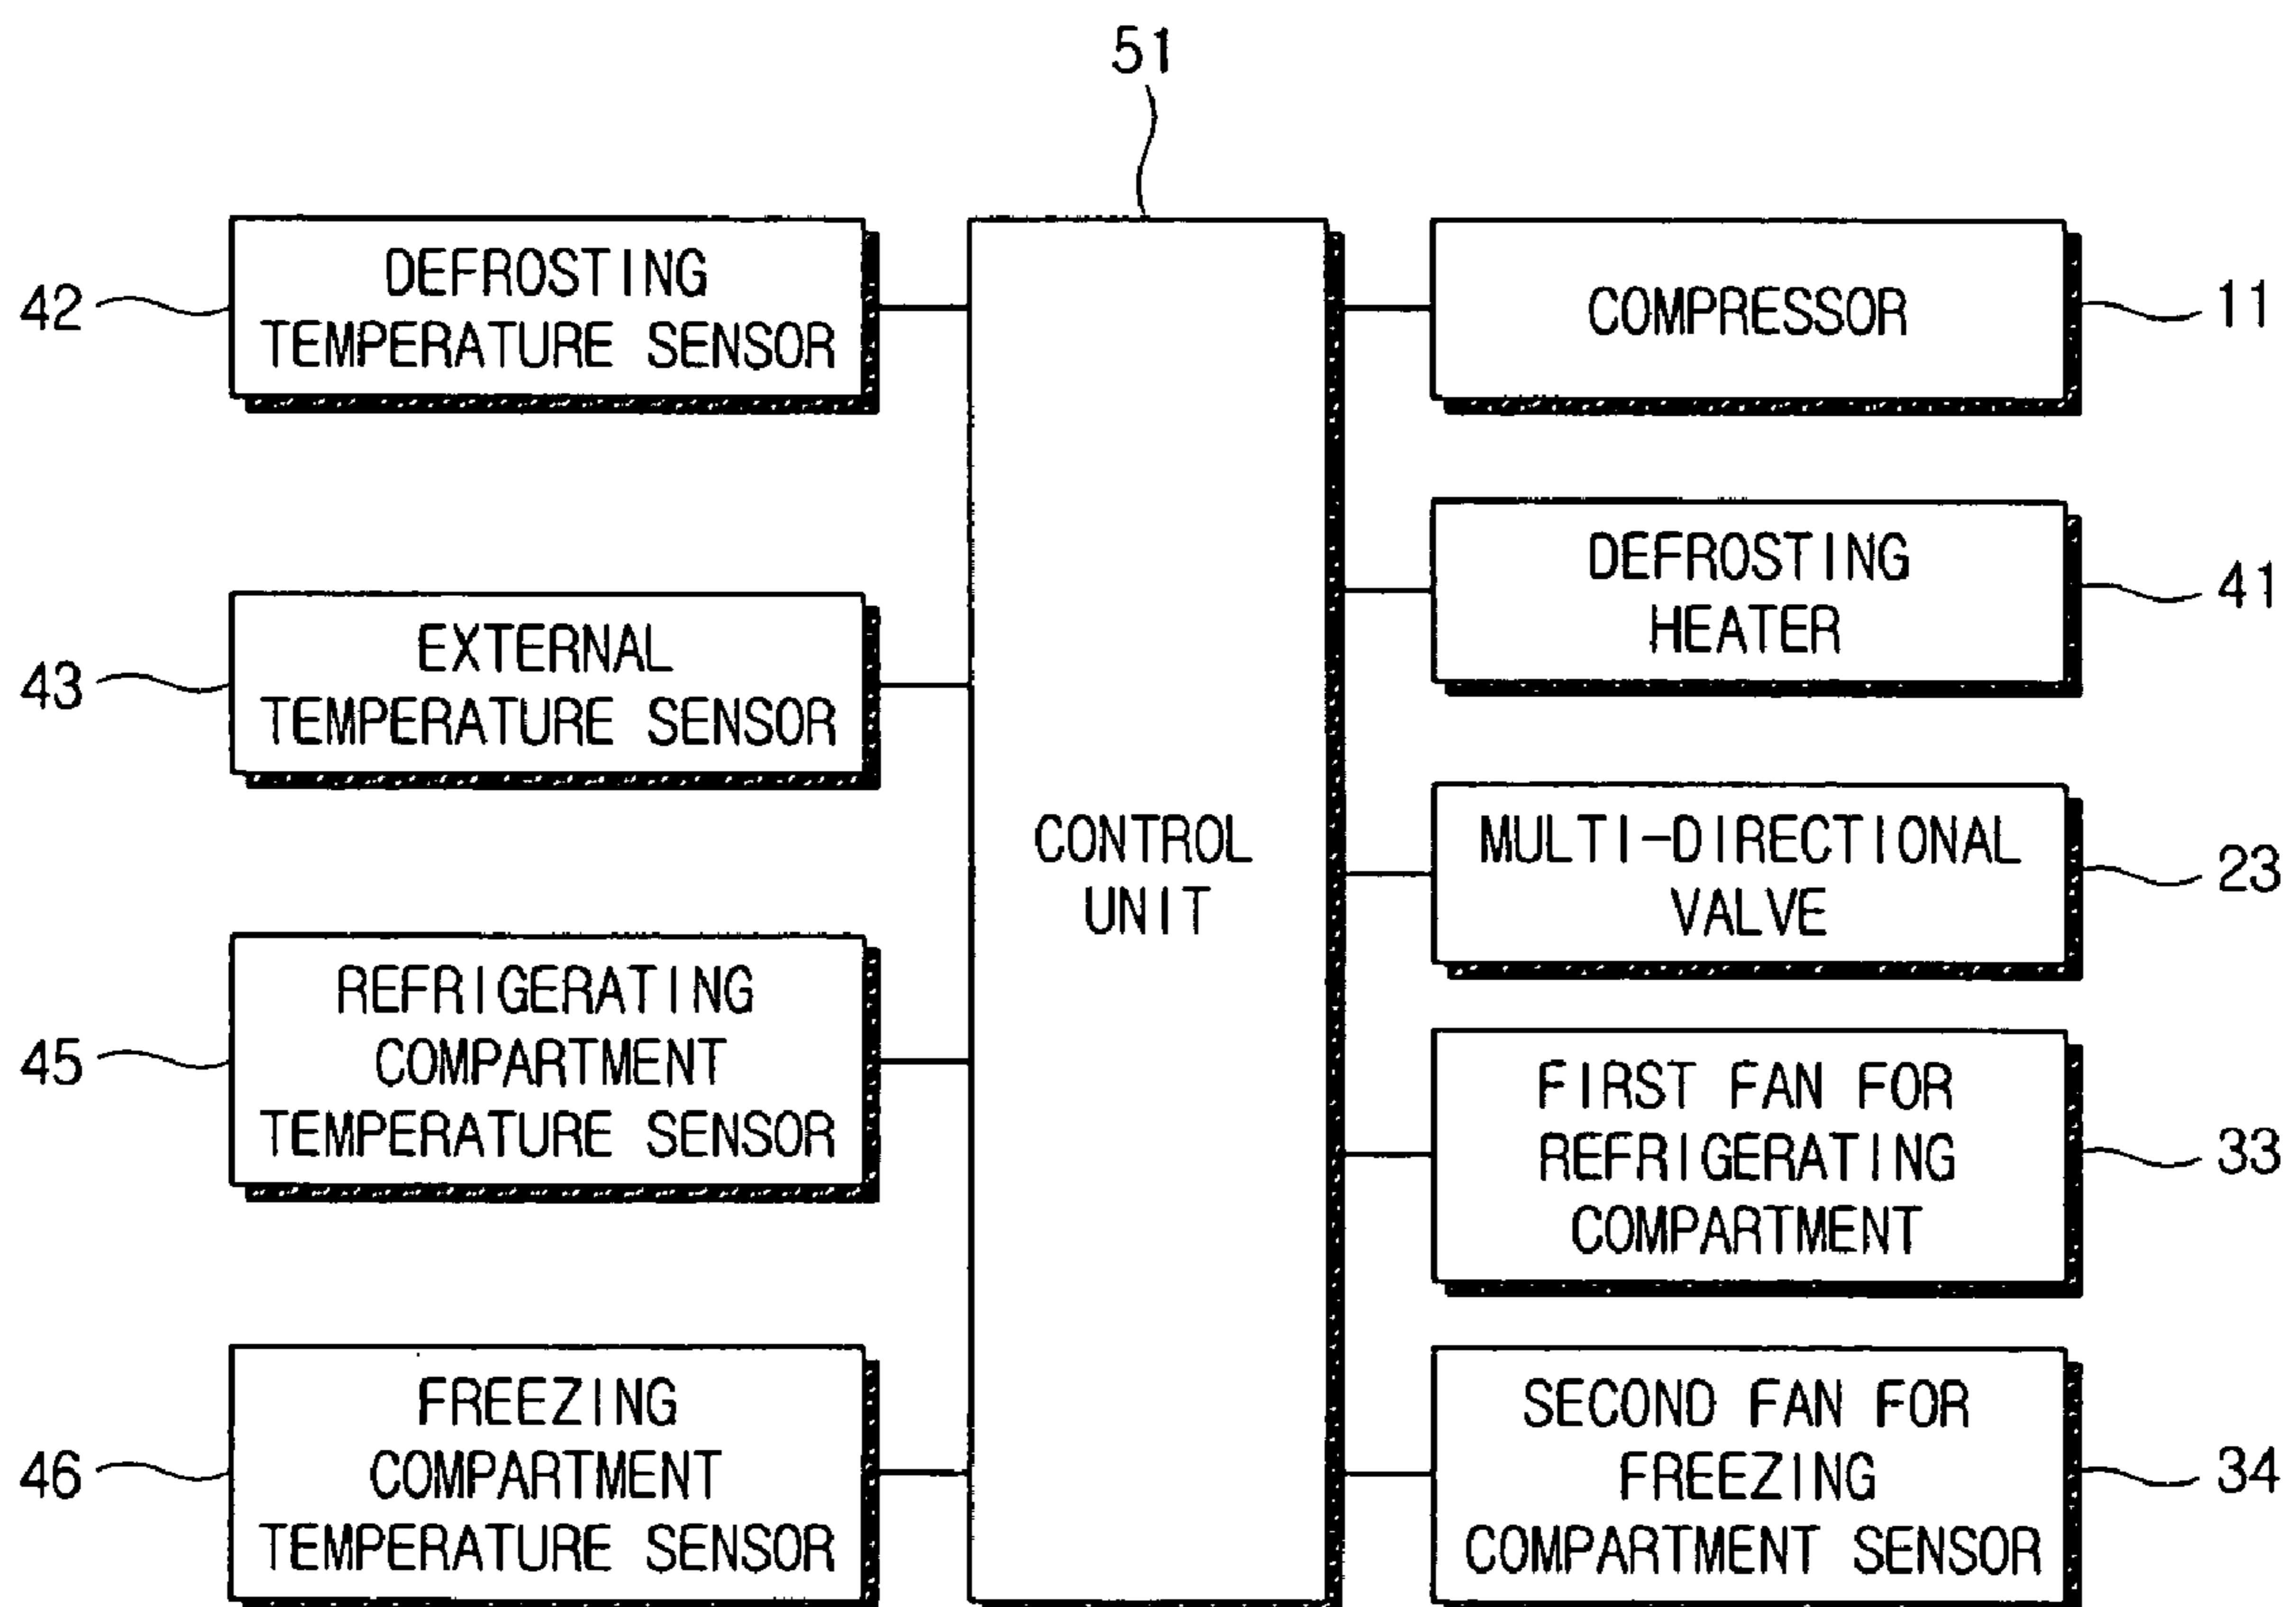 51
42
DEFROSTING
TEMPERATURE SENSOR
43
EXTERNAL
TEMPERATURE SENSOR
45
REFRIGERATING
COMPARTMENT
TEMPERATURE SENSOR
46
FREEZING
COMPARTMENT
TEMPERATURE SENSOR
CONTROL
UNIT
COMPRESSOR
11
DEFROSTING
HEATER
41
MULTI-DIRECTIONAL
VALVE
23
FIRST FAN FOR
REFRIGERATING
COMPARTMENT
33
SECOND FAN FOR
FREEZING
COMPARTMENT SENSOR
34